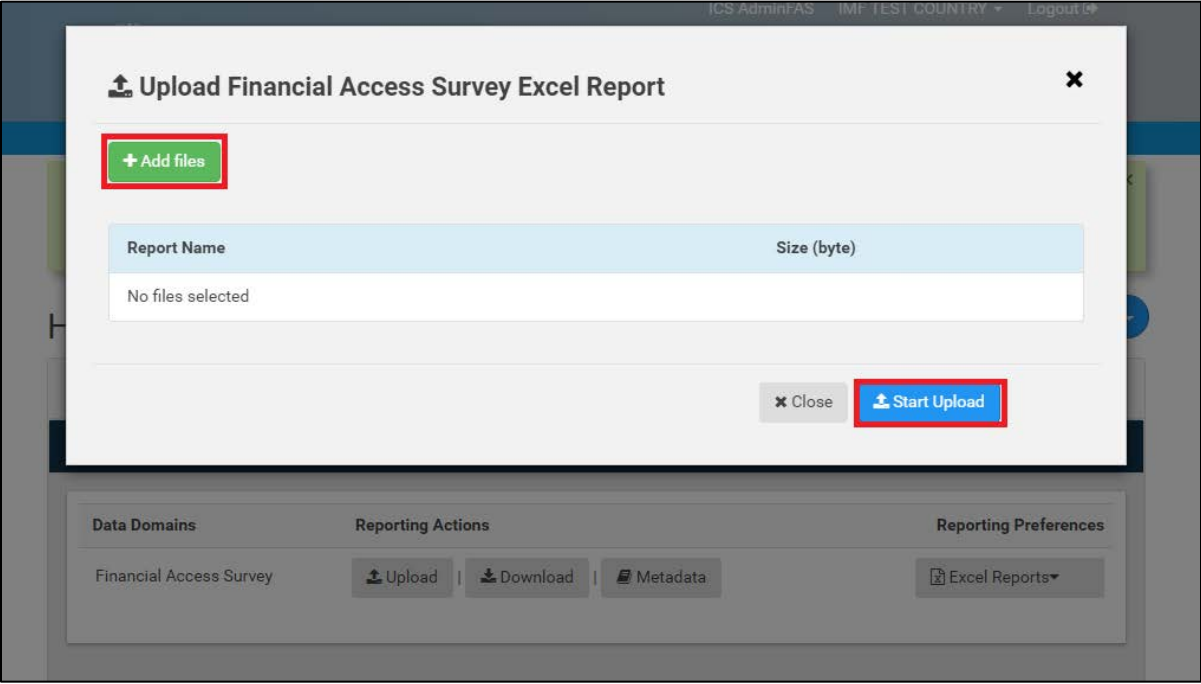 ICS AdminFAS IMF TEST COUNTRY Logout
Upload Financial Access Survey Excel Report
+ Add files
Report Name Size (byte)
No files selected
Close Start Upload
Data Domains Reporting Actions Reporting Preferences
Financial Access Survey Upload | Download | Metadata Excel Reports